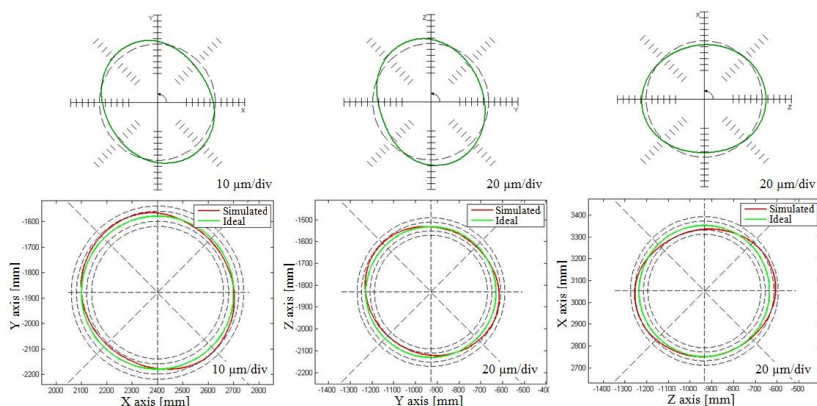 Y
X
10 µm/div
Z
Y
20 µm/div
X
Z
20 µm/div
Y axis [mm]
-1600
-1700
-1800
-1900
-2000
-2100
-2200
Simulated
Ideal
10 µm/div
2000 2100 2200 2300 2400 2500 2600 2700 2800
X axis [mm]
Z axis [mm]
-1500
-1600
-1700
-1800
-1900
-2000
-2100
-2200
Simulated
Ideal
20 µm/div
-1400 -1300 -1200 -1100 -1000 -900 -800 -700 -600 -500 -400
Y axis [mm]
X axis [mm]
3400
3300
3200
3100
3000
2900
2800
2700
Simulated
Ideal
20 µm/div
-1400 -1300 -1200 -1100 -1000 -900 -800 -700 -600 -500
Z axis [mm]